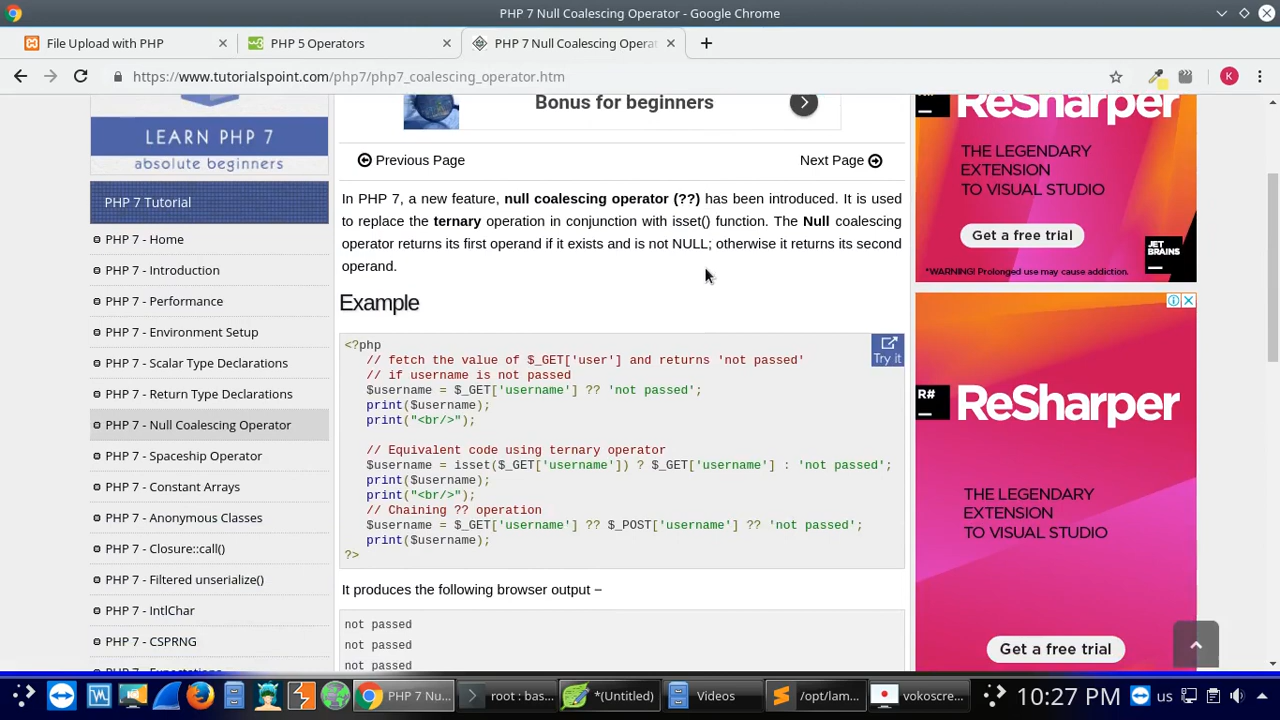 PHP 7 Null Coalescing Operator - Google Chrome
File Upload with PHP
PHP 5 Operators
PHP 7 Null Coalescing Opera
https://www.tutorialspoint.com/php7/php7_coalescing_operator.htm
K
LEARN PHP 7
absolute beginners
PHP 7 Tutorial
PHP 7 - Home
PHP 7 - Introduction
PHP 7 - Performance
PHP 7 - Environment Setup
PHP 7 - Scalar Type Declarations
PHP 7 - Return Type Declarations
PHP 7 - Null Coalescing Operator
PHP 7 - Spaceship Operator
PHP 7 - Constant Arrays
PHP 7 - Anonymous Classes
PHP 7 - Closure::call()
PHP 7 - Filtered unserialize()
PHP 7 - IntlChar
PHP 7 - CSPRNG
PHP 7 - Expectations
Bonus for beginners
Previous Page
Next Page
In PHP 7, a new feature, null coalescing operator (??) has been introduced. It is used
to replace the ternary operation in conjunction with isset() function. The Null coalescing
operator returns its first operand if it exists and is not NULL; otherwise it returns its second
operand.
Example
<?php
// fetch the value of $_GET['user'] and returns 'not passed'
// if username is not passed
$username = $_GET['username'] ?? 'not passed';
print($username);
print("<br/>");
// Equivalent code using ternary operator
$username = isset($_GET['username']) ? $_GET['username'] : 'not passed';
print($username);
print("<br/>");
// Chaining ?? operation
$username = $_GET['username'] ?? $_POST['username'] ?? 'not passed';
print($username);
?>
Try it
It produces the following browser output −
not passed
not passed
not passed
ReSharper
THE LEGENDARY
EXTENSION
TO VISUAL STUDIO
Get a free trial
JET
BRAINS
*WARNING! Prolonged use may cause addiction.
R#
ReSharper
THE LEGENDARY
EXTENSION
TO VISUAL STUDIO
Get a free trial
PHP 7 Nu...
root : bas...
*(Untitled)
Videos
/opt/lam...
vokoscre...
10:27 PM
us